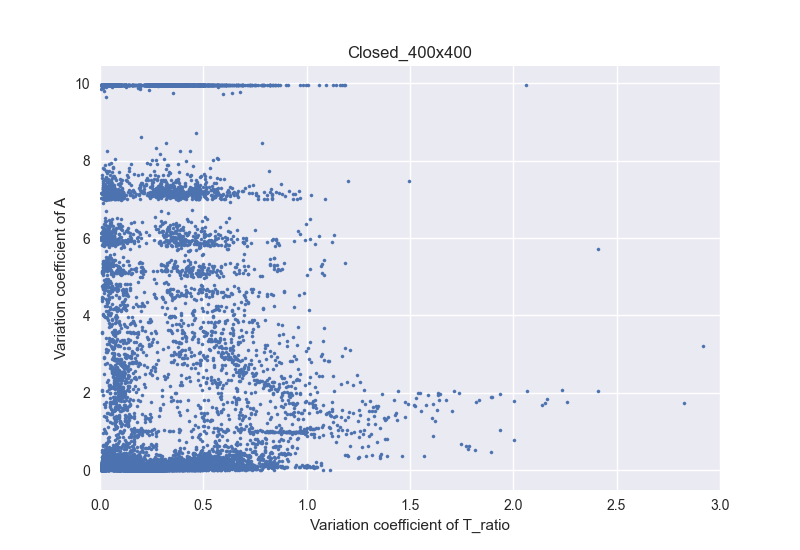 Closed_400x400
Variation coefficient of A
10
8
6
4
2
0
0.0 0.5 1.0 1.5 2.0 2.5 3.0
Variation coefficient of T_ratio